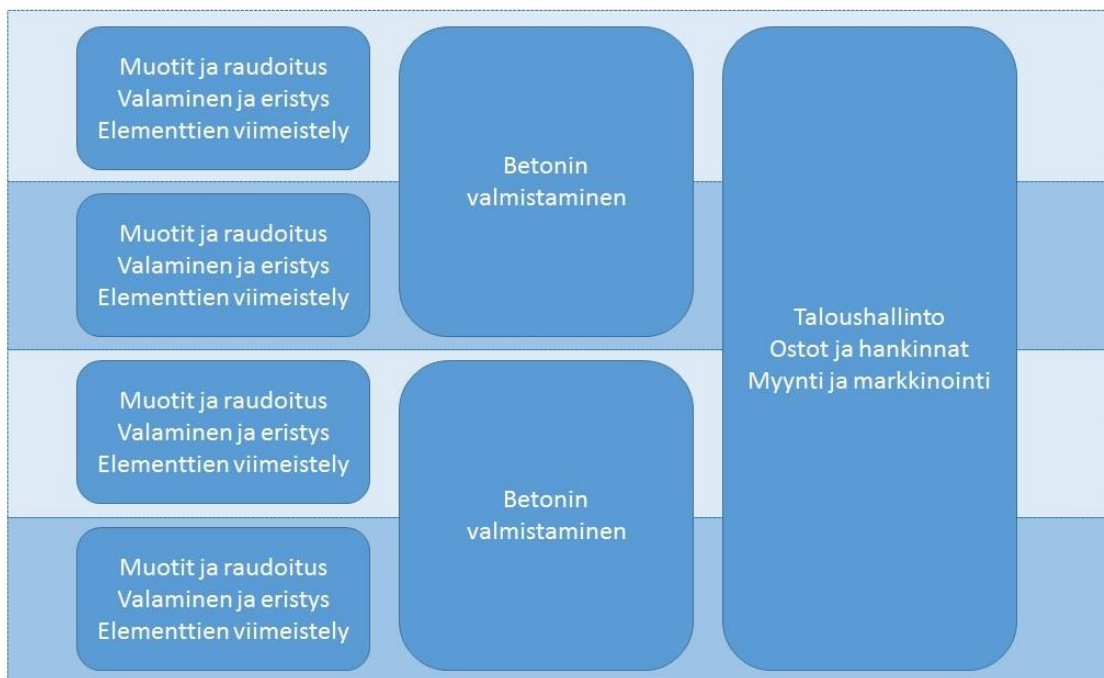 Muotit ja raudoitus
Valaminen ja eristys
Elementtien viimeistely
Muotit ja raudoitus
Valaminen ja eristys
Elementtien viimeistely
Betonin
valmistaminen
Muotit ja raudoitus
Valaminen ja eristys
Elementtien viimeistely
Muotit ja raudoitus
Valaminen ja eristys
Elementtien viimeistely
Betonin
valmistaminen
Taloushallinto
Ostot ja hankinnat
Myynti ja markkinointi